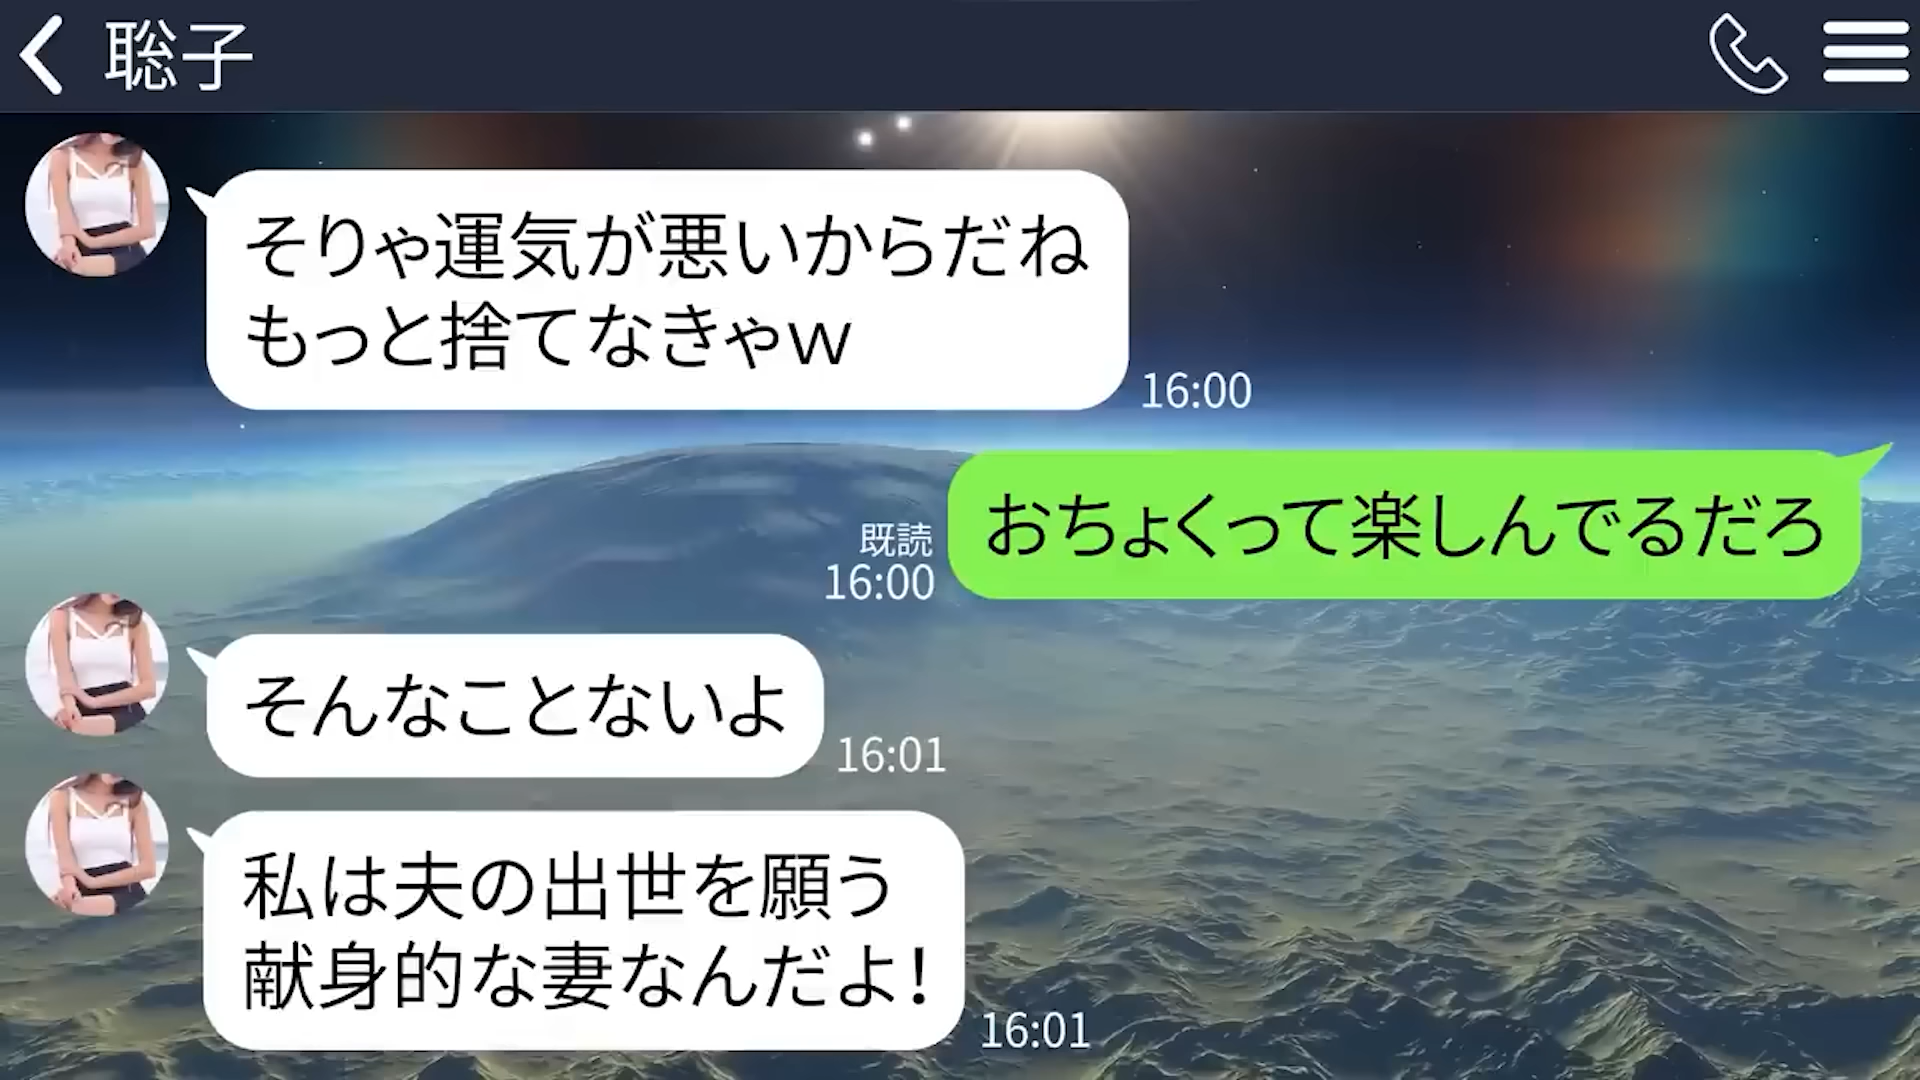 聡子
そりゃ運気が悪いからだね
もっと捨てなきゃｗ
16:00
おちょくって楽しんでるだろ
既読
16:00
そんなことないよ
16:01
私は夫の出世を願う
献身的な妻なんだよ！
16:01